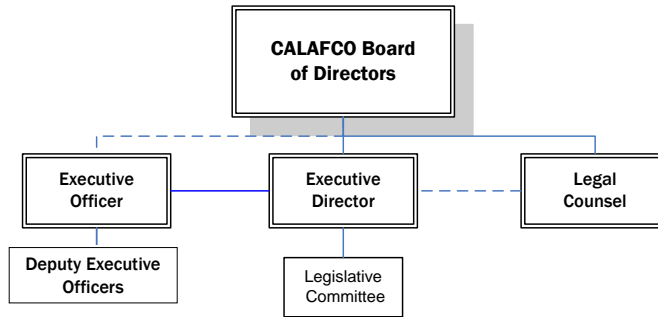 CALAFCO Board
of Directors
Executive
Officer
Executive
Director
Legal
Counsel
Deputy Executive
Officers
Legislative
Committee